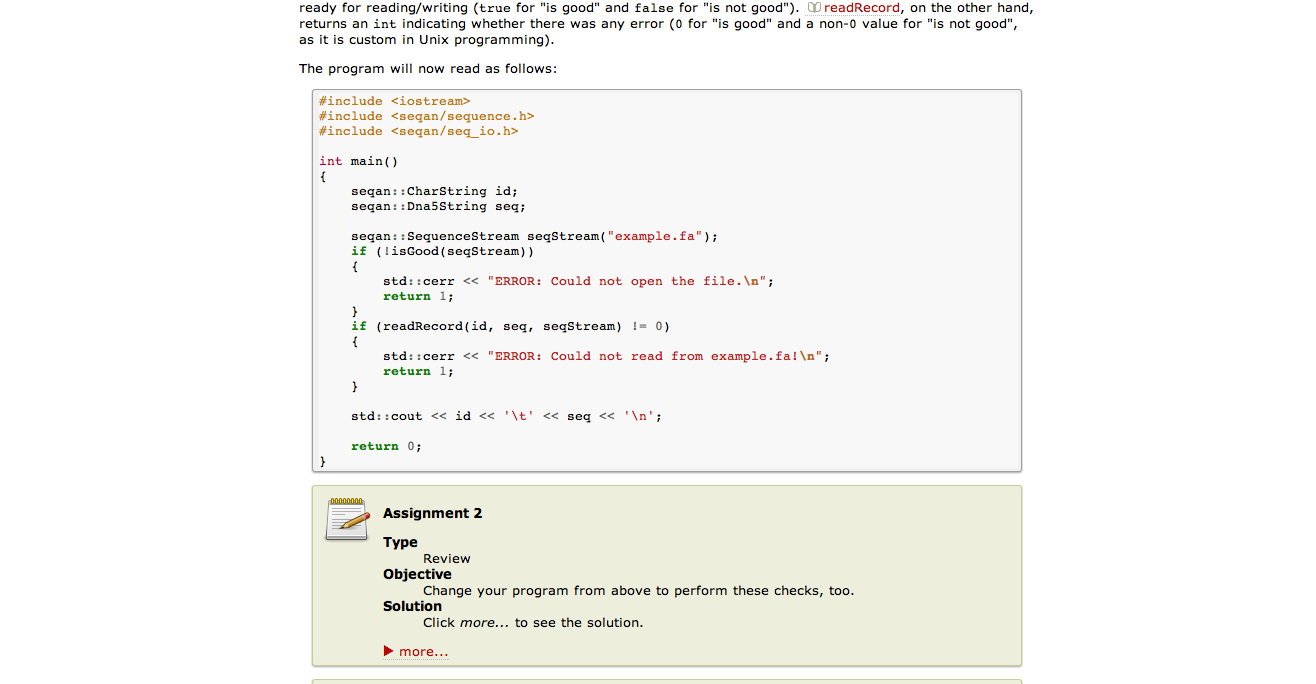 ready for reading/writing (true for "is good" and false for "is not good"). readRecord, on the other hand,
returns an int indicating whether there was any error (0 for "is good" and a non-0 value for "is not good",
as it is custom in Unix programming).
The program will now read as follows:
#include <iostream>
#include <seqan/sequence.h>
#include <seqan/seq_io.h>
int main()
{
    seqan::CharString id;
    seqan::Dna5String seq;
    seqan::SequenceStream seqStream("example.fa");
    if (!isGood(seqStream))
    {
        std::cerr << "ERROR: Could not open the file.\n";
        return 1;
    }
    if (readRecord(id, seq, seqStream) != 0)
    {
        std::cerr << "ERROR: Could not read from example.fa!\n";
        return 1;
    }
    std::cout << id << '\t' << seq << '\n';
    return 0;
}
Assignment 2
Type
Review
Objective
Change your program from above to perform these checks, too.
Solution
Click more... to see the solution.
more...